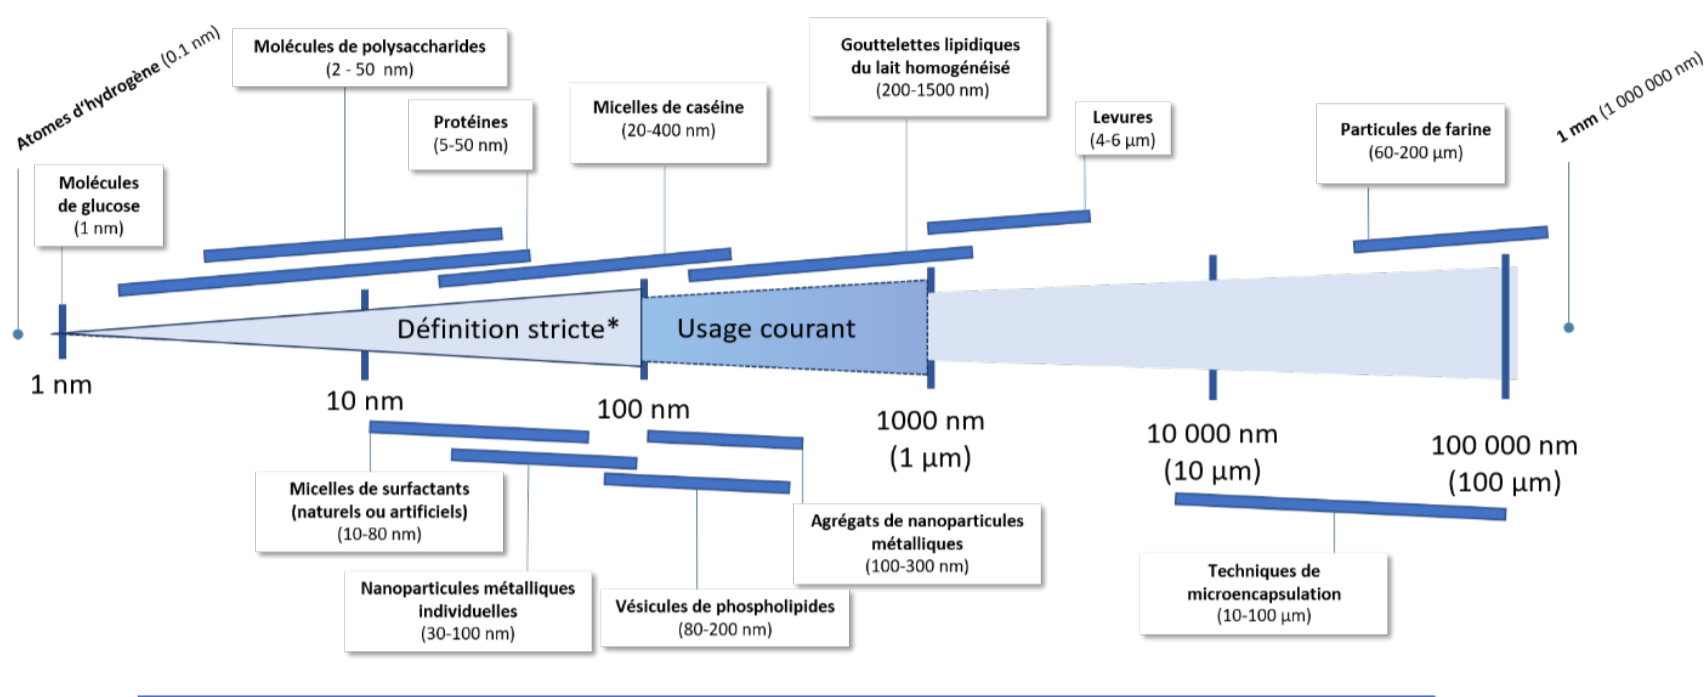 Atomes d'hydrogène (0.1 nm)
Molécules
de glucose
(1 nm)
Molécules de polysaccharides
(2 - 50 nm)
Protéines
(5-50 nm)
Micelles de caséine
(20-400 nm)
Gouttelettes lipidiques
du lait homogénéisé
(200-1500 nm)
Levures
(4-6 µm)
Particules de farine
(60-200 µm)
1 mm (1 000 000 nm)
Définition stricte*
Usage courant
1 nm
10 nm
100 nm
1000 nm
(1 µm)
10 000 nm
(10 µm)
100 000 nm
(100 µm)
Micelles de surfactants
(naturels ou artificiels)
(10-80 nm)
Nanoparticules métalliques
individuelles
(30-100 nm)
Vésicules de phospholipides
(80-200 nm)
Agrégats de nanoparticules
métalliques
(100-300 nm)
Techniques de
microencapsulation
(10-100 µm)